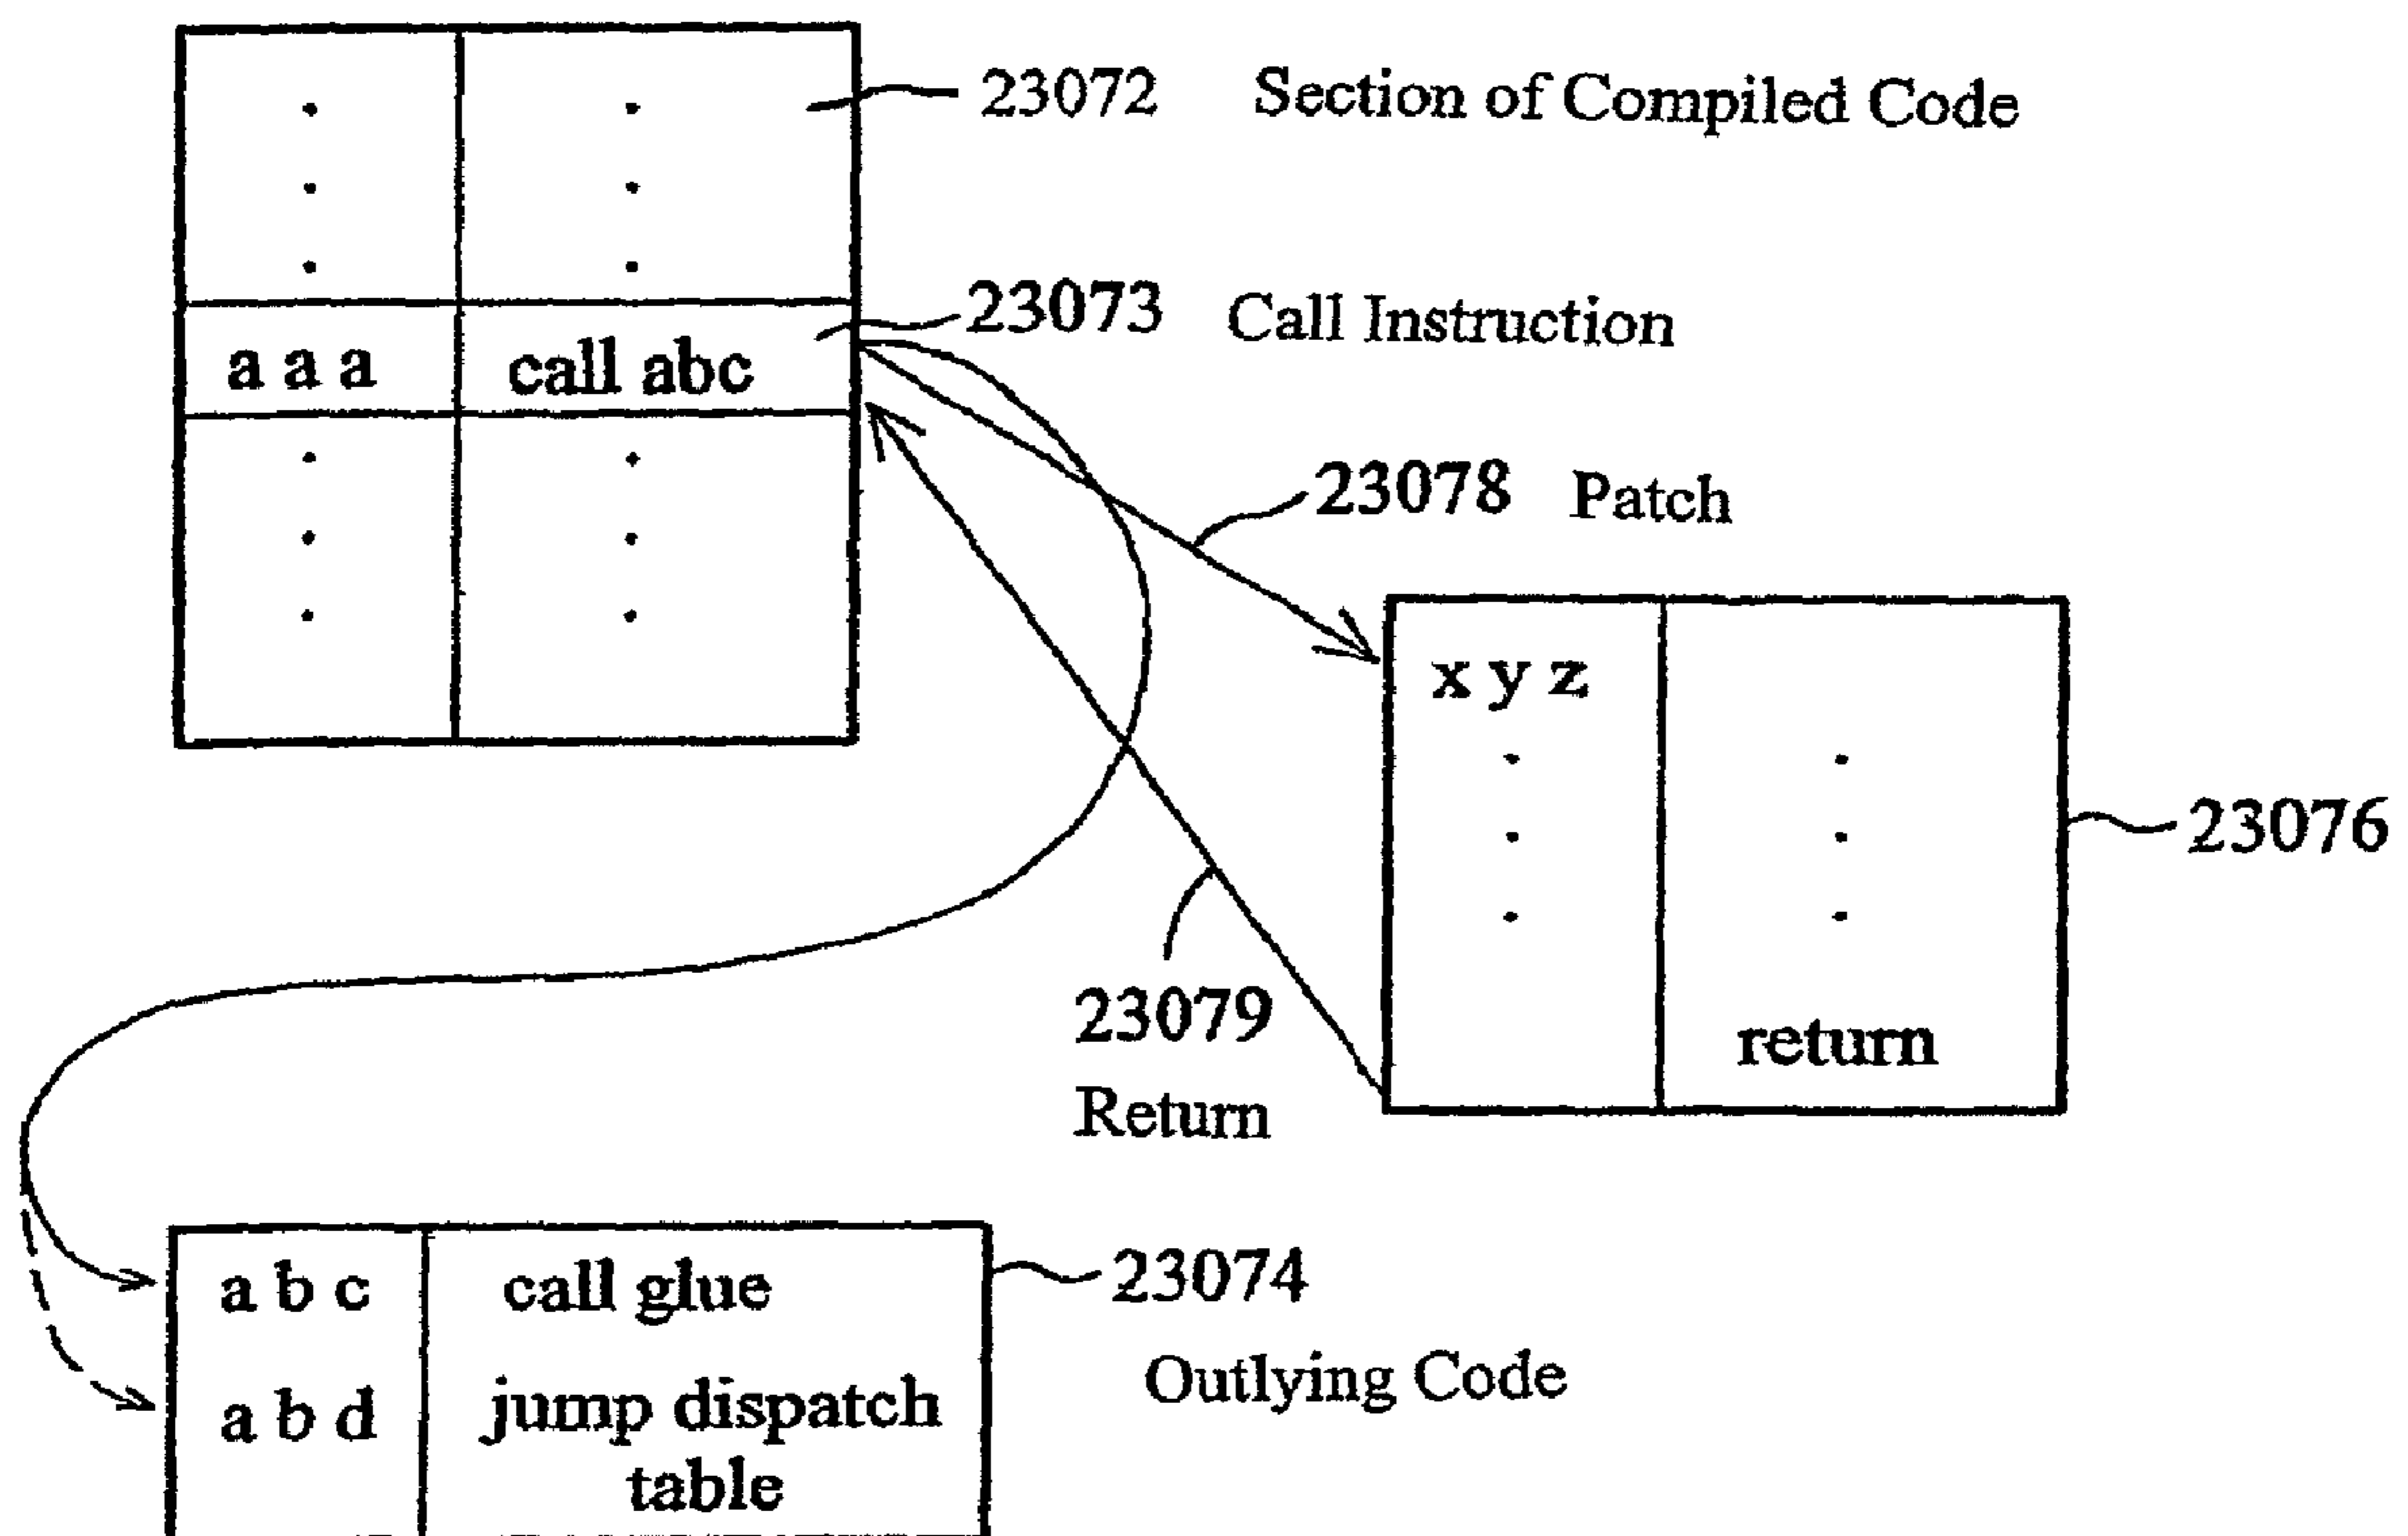 23072 Section of Compiled Code
23073 Call Instruction
a a a call abc
23078 Patch
x y z
23076
23079
return
Return
a b c call glue
23074
Outlying Code
a b d jump dispatch
table